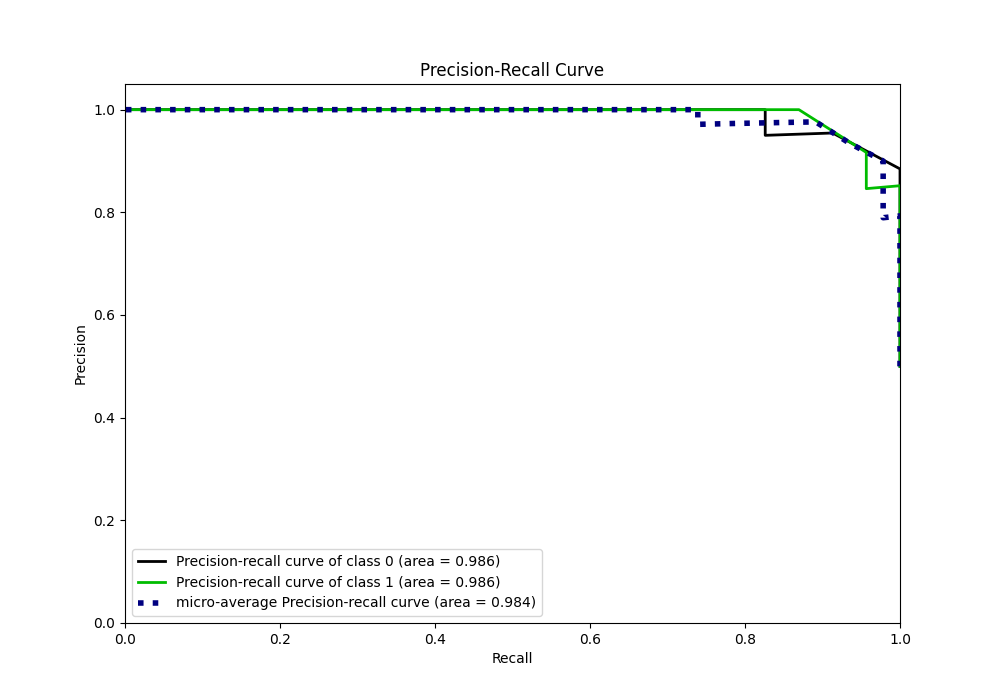 Precision-Recall Curve
1.0
0.8
0.6
0.4
0.2
0.0
Precision
Precision-recall curve of class 0 (area = 0.986)
Precision-recall curve of class 1 (area = 0.986)
micro-average Precision-recall curve (area = 0.984)
0.0 0.2 0.4 0.6 0.8 1.0
Recall